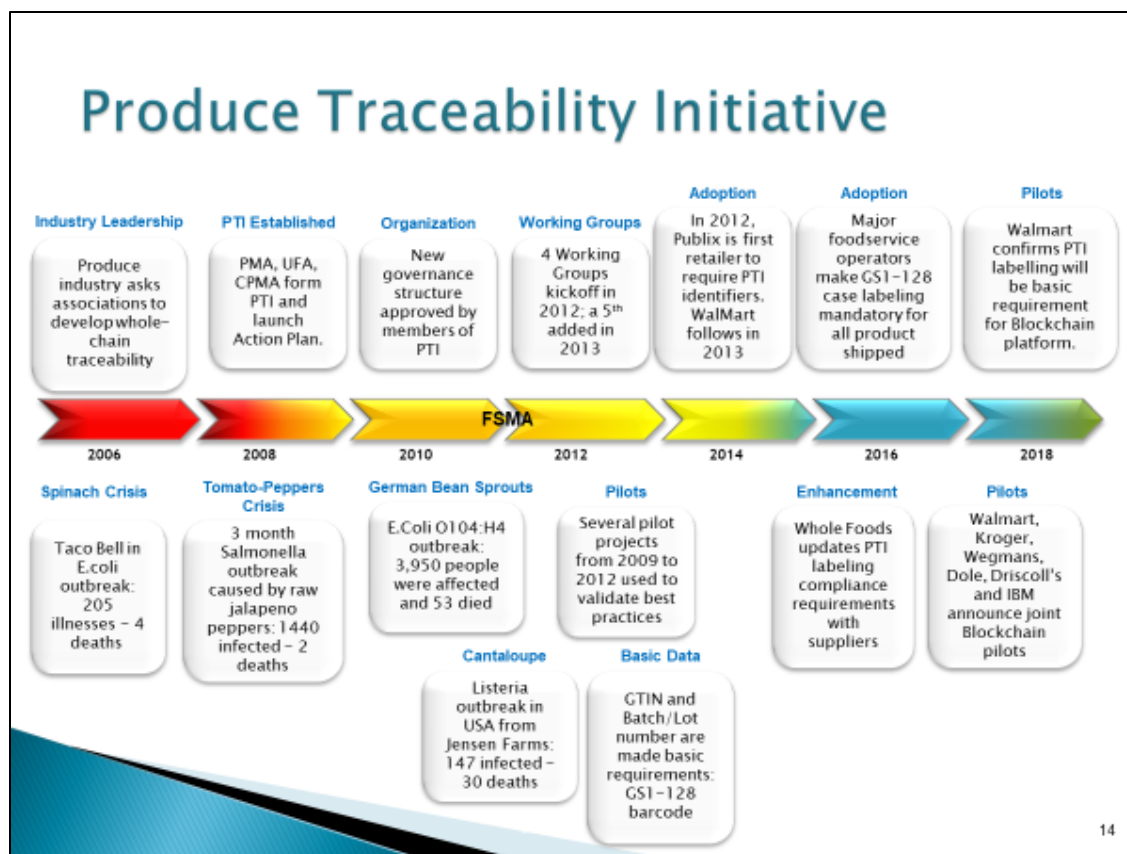 Produce Traceability Initiative
Industry Leadership
Produce
industry asks
associations to
develop whole-
chain
traceability
PTI Established
PMA, UFA,
CPMA form
PTI and
launch
Action Plan.
Organization
New
governance
structure
approved by
members of
PTI
Working Groups
4 Working
Groups
kickoff in
2012; a 5th
added in
2013
Adoption
In 2012,
Publix is first
retailer to
require PTI
identifiers.
WalMart
follows in
2013
Adoption
Major
foodservice
operators
make GS1-128
case labeling
mandatory for
all product
shipped
Pilots
Walmart
confirms PTI
labelling will
be basic
requirement
for Blockchain
platform.
FSMA
2006
2008
2010
2012
2014
2016
2018
Spinach Crisis
Taco Bell in
E.coli
outbreak:
205
illnesses - 4
deaths
Tomato-Peppers
Crisis
3 month
Salmonella
outbreak
caused by raw
jalapeno
peppers: 1440
infected - 2
deaths
German Bean Sprouts
E.Coli O104:H4
outbreak:
3,950 people
were affected
and 53 died
Pilots
Several pilot
projects
from 2009 to
2012 used to
validate best
practices
Enhancement
Whole Foods
updates PTI
labeling
compliance
requirements
with
suppliers
Pilots
Walmart,
Kroger,
Wegmans,
Dole, Driscoll's
and IBM
announce joint
Blockchain
pilots
Cantaloupe
Listeria
outbreak in
USA from
Jensen Farms:
147 infected -
30 deaths
Basic Data
GTIN and
Batch/Lot
number are
made basic
requirements:
GS1-128
barcode
14